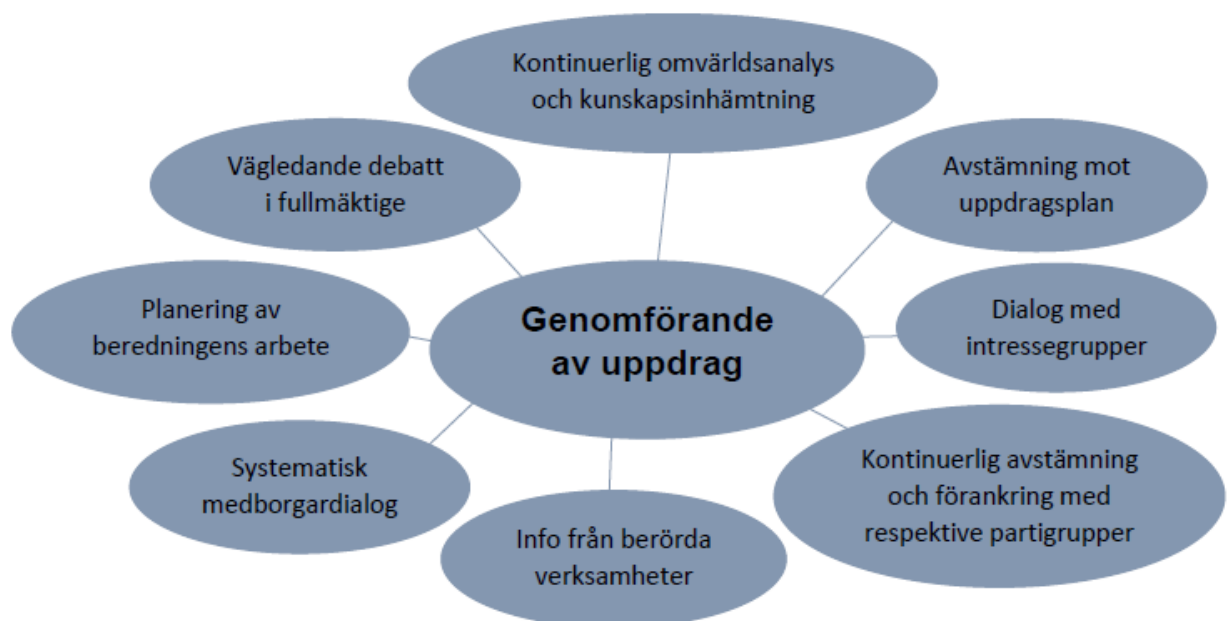 Kontinuerlig omvärldsanalys
och kunskapsinhämtning
Vägledande debatt
i fullmäktige
Avstämning mot
uppdragsplan
Planering av
beredningens arbete
Genomförande
av uppdrag
Dialog med
intressegrupper
Systematisk
medborgardialog
Info från berörda
verksamheter
Kontinuerlig avstämning
och förankring med
respektive partigrupper